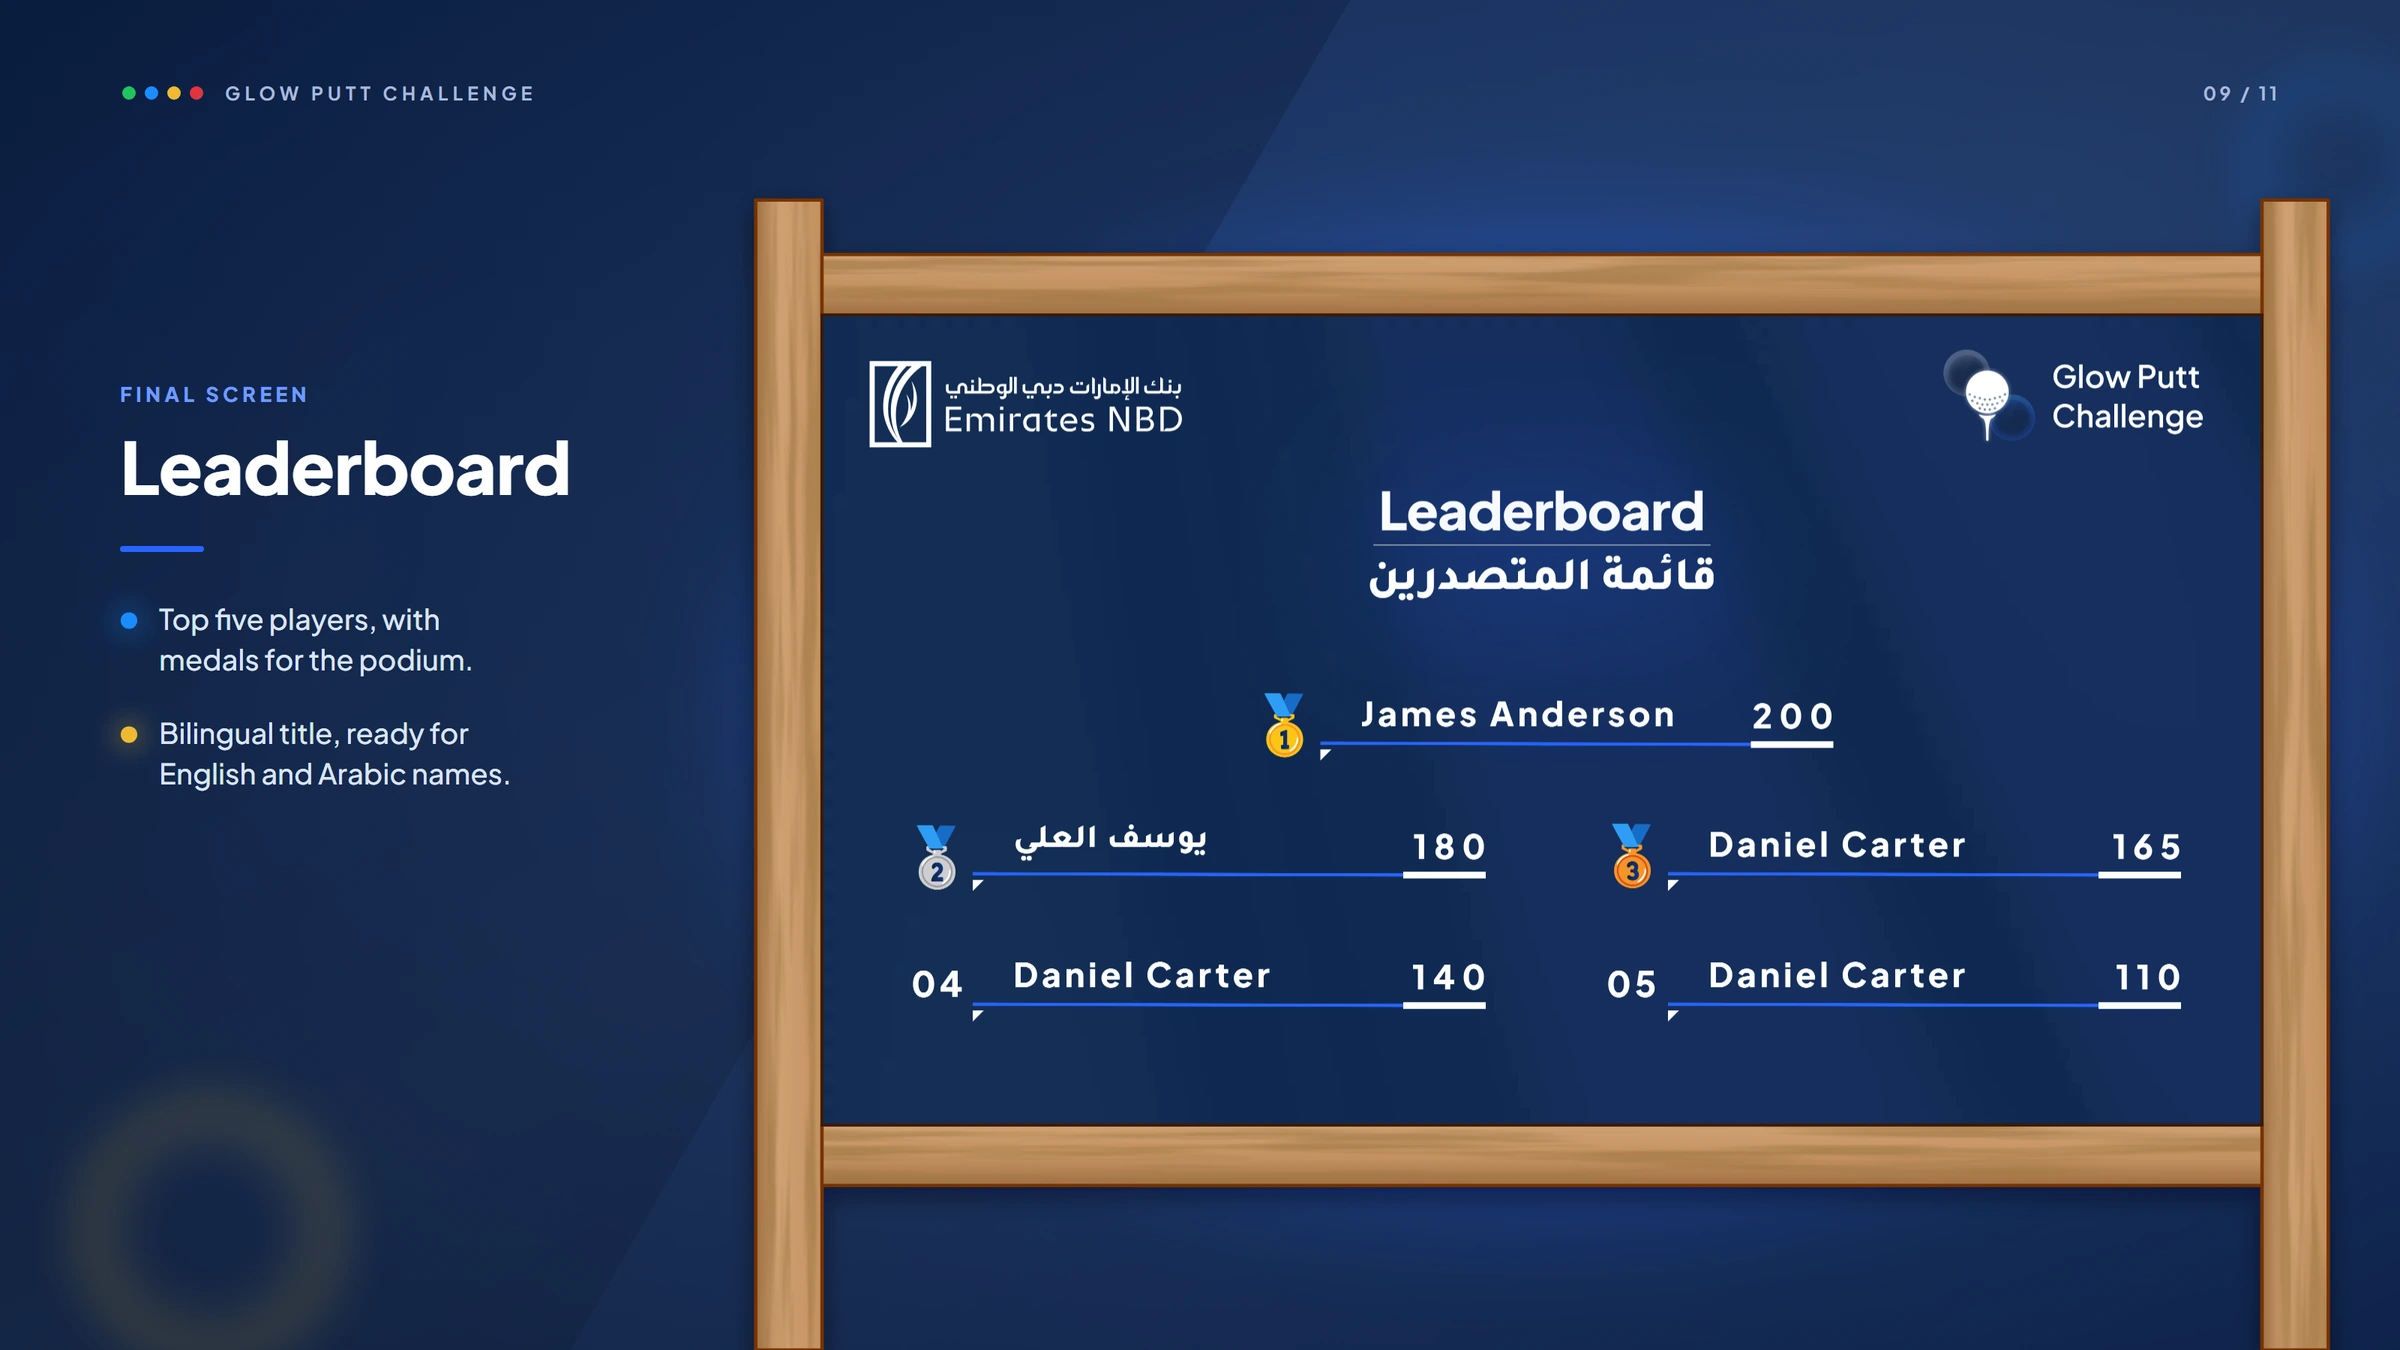 GLOW PUTT CHALLENGE
09 / 11
FINAL SCREEN
Leaderboard
Top five players, with
medals for the podium.
Bilingual title, ready for
English and Arabic names.
بنك الإمارات دبي الوطني
Emirates NBD
Glow Putt
Challenge
Leaderboard
قائمة المتصدرين
1 James Anderson 200
2 يوسف العلي 180
3 Daniel Carter 165
04 Daniel Carter 140
05 Daniel Carter 110